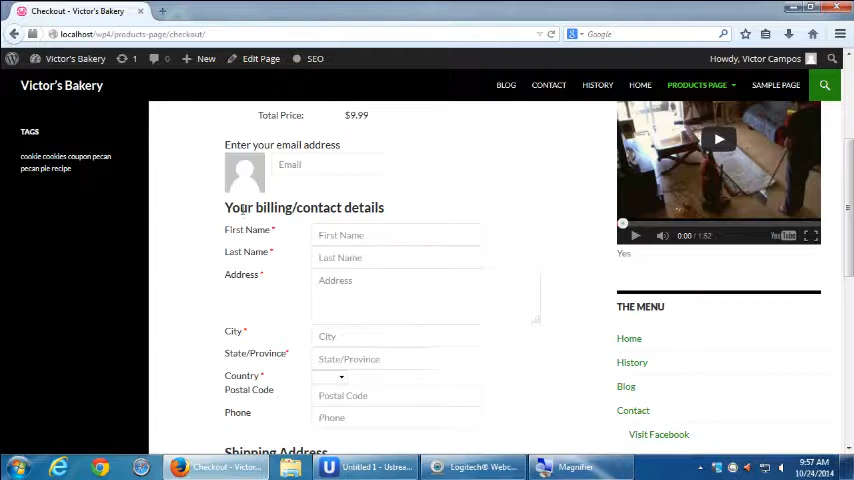 Checkout - Victor's Bakery
localhost/wp4/products-page/checkout/
Google
Victor's Bakery
1
0
New
Edit Page
SEO
Howdy, Victor Campos
Victor's Bakery
BLOG
CONTACT
HISTORY
HOME
PRODUCTS PAGE
SAMPLE PAGE
TAGS
cookie cookies coupon pecan
pecan pie recipe
Total Price: $9.99
Enter your email address
Email
Your billing/contact details
First Name *
First Name
Last Name *
Last Name
Address *
Address
City *
City
State/Province*
State/Province
Country *
Postal Code
Postal Code
Phone
Phone
Shipping Address
0:00 / 1:52
YouTube
Yes
THE MENU
Home
History
Blog
Contact
Visit Facebook
Checkout - Victor...
Untitled 1 - Ustrea...
Logitech® Webc...
Magnifier
9:57 AM
10/24/2014